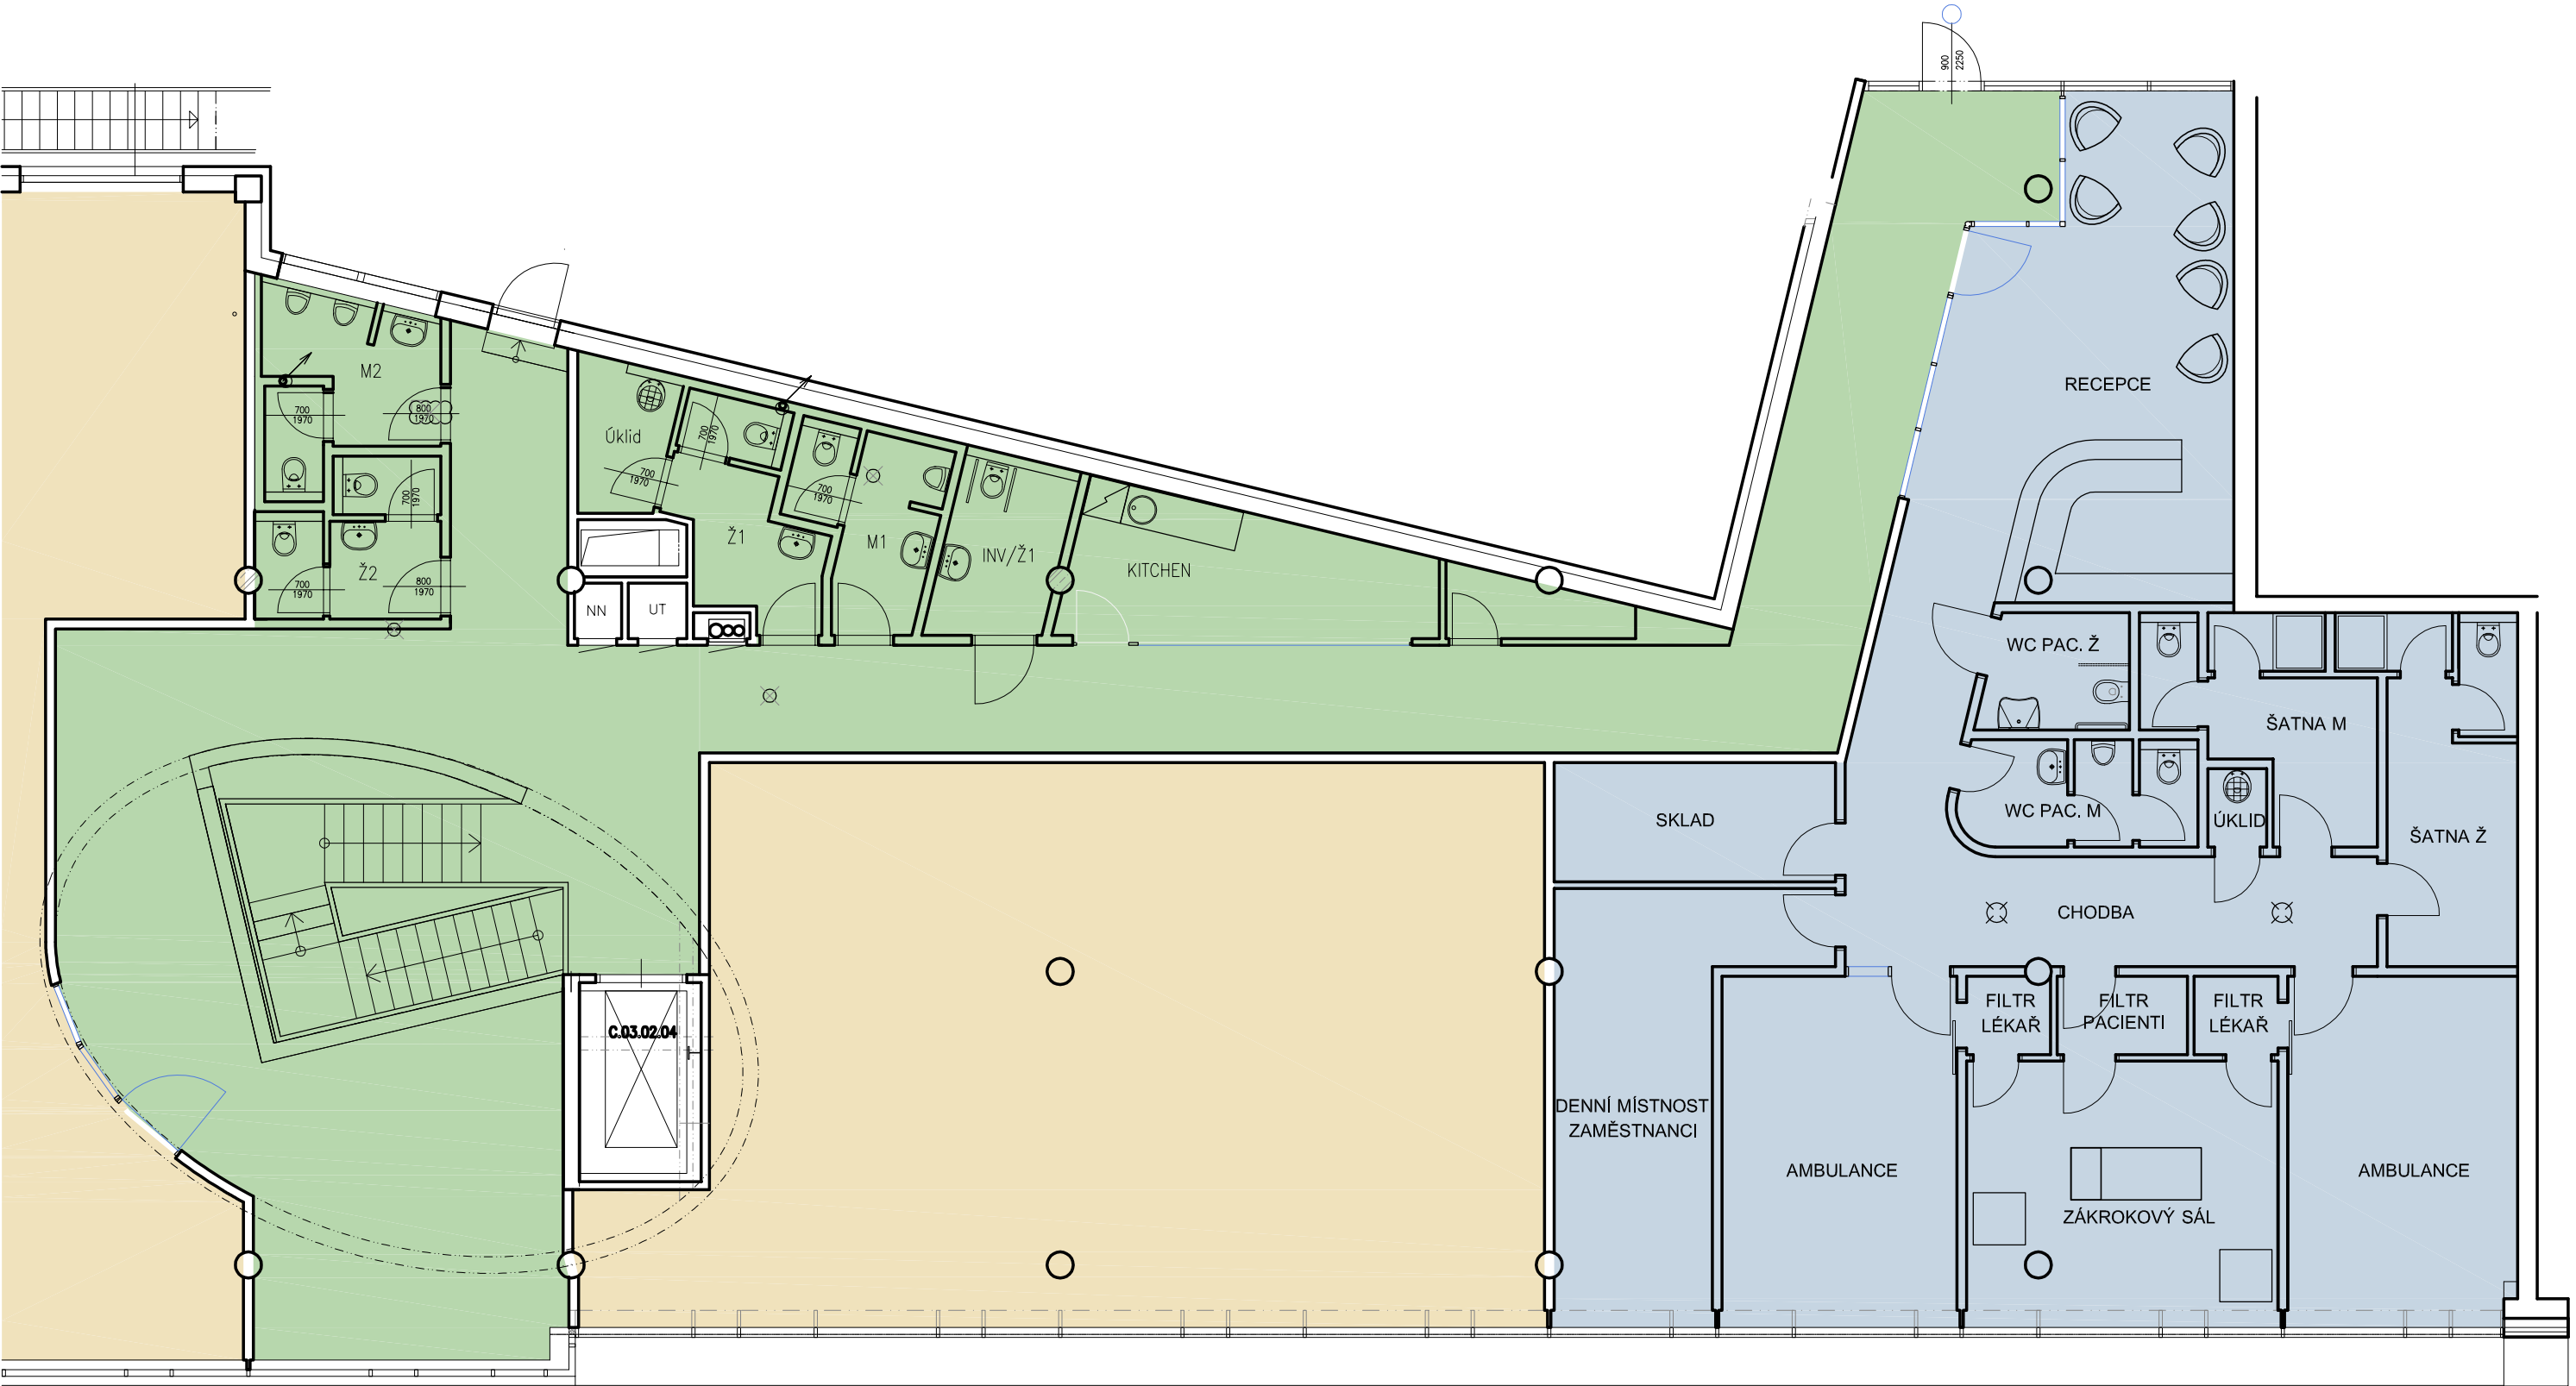 900
2250
M2
700
1970
800
1970
Úklid
700
1970
700
1970
700
1970
700
1970
Ž1
M1
INV/Ž1
KITCHEN
Ž2
700
1970
800
1970
NN
UT
RECEPCE
WC PAC. Ž
ŠATNA M
WC PAC. M
ÚKLID
ŠATNA Ž
SKLAD
CHODBA
C.03.02.04
FILTR
LÉKAŘ
FILTR
PACIENTI
FILTR
LÉKAŘ
DENNÍ MÍSTNOST
ZAMĚSTNANCI
AMBULANCE
ZÁKROKOVÝ SÁL
AMBULANCE